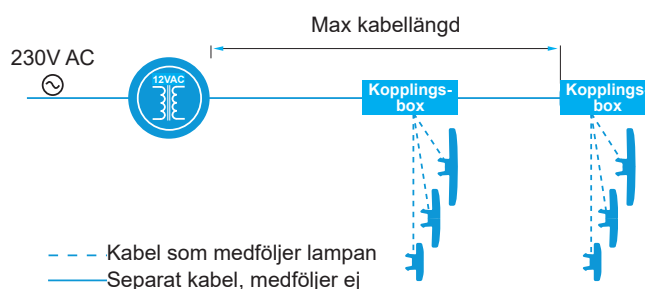 Max kabellängd
230V AC
12VAC
Kopplings-
box
Kopplings
box
Kabel som medföljer lampan
Separat kabel, medföljer ej